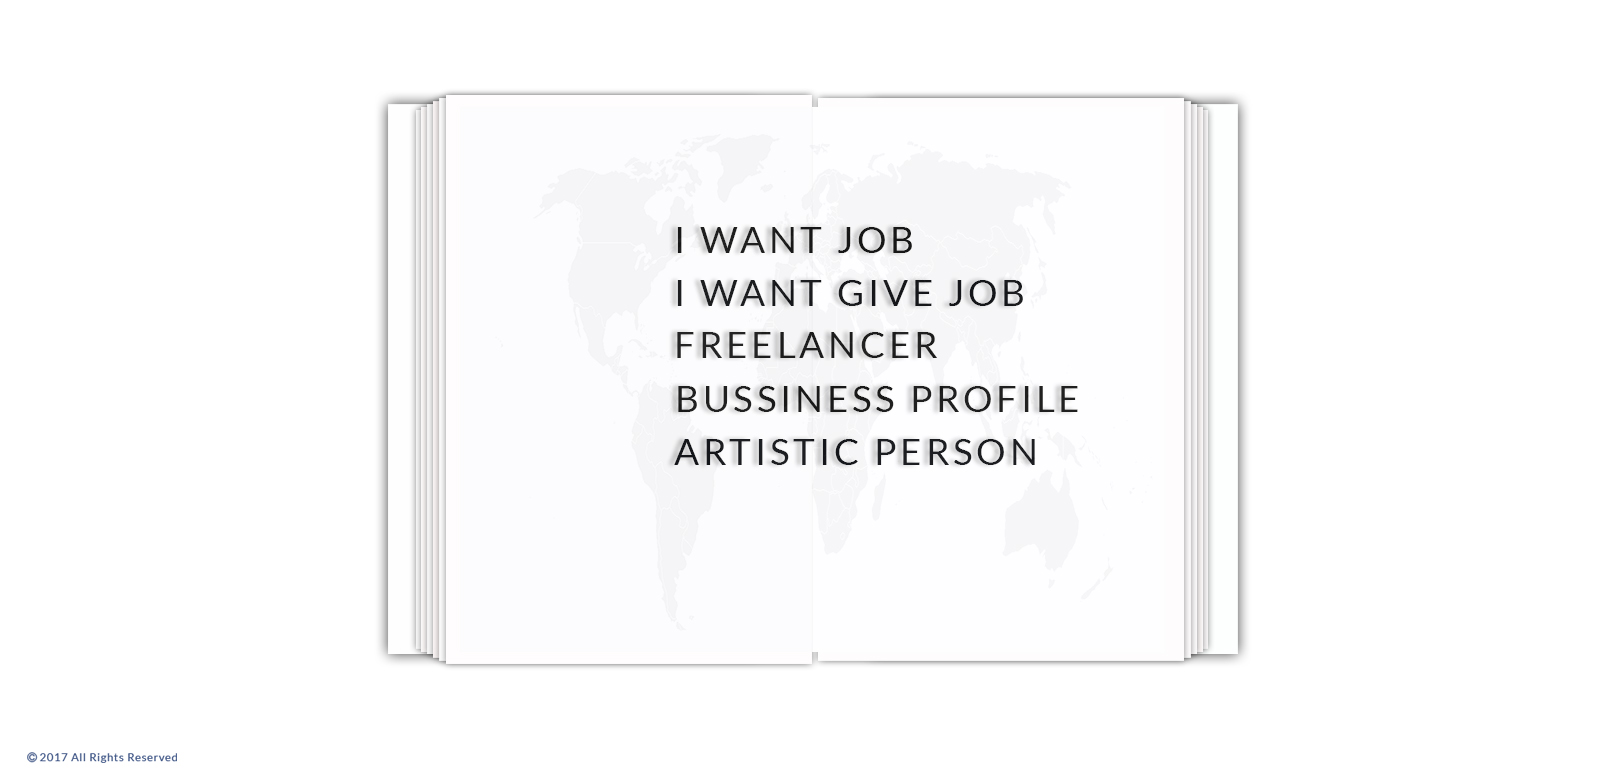 I WANT JOB
I WANT GIVE JOB
FREELANCER
BUSSINESS PROFILE
ARTISTIC PERSON
© 2017 All Rights Reserved